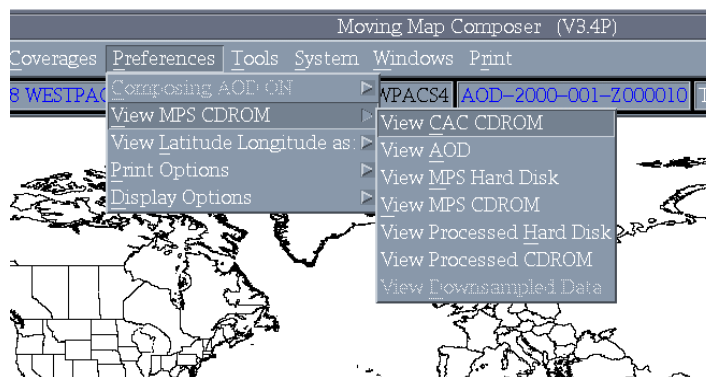 Moving Map Composer (V3.4P)
Coverages Preferences Tools System Windows Print
8 WESTPAC WPACS4 AOD-2000-001-Z000010
Composing AOD ON
View MPS CDROM
View Latitude Longitude as:
Print Options
Display Options
View CAC CDROM
View AOD
View MPS Hard Disk
View MPS CDROM
View Processed Hard Disk
View Processed CDROM
View Downsampled Data